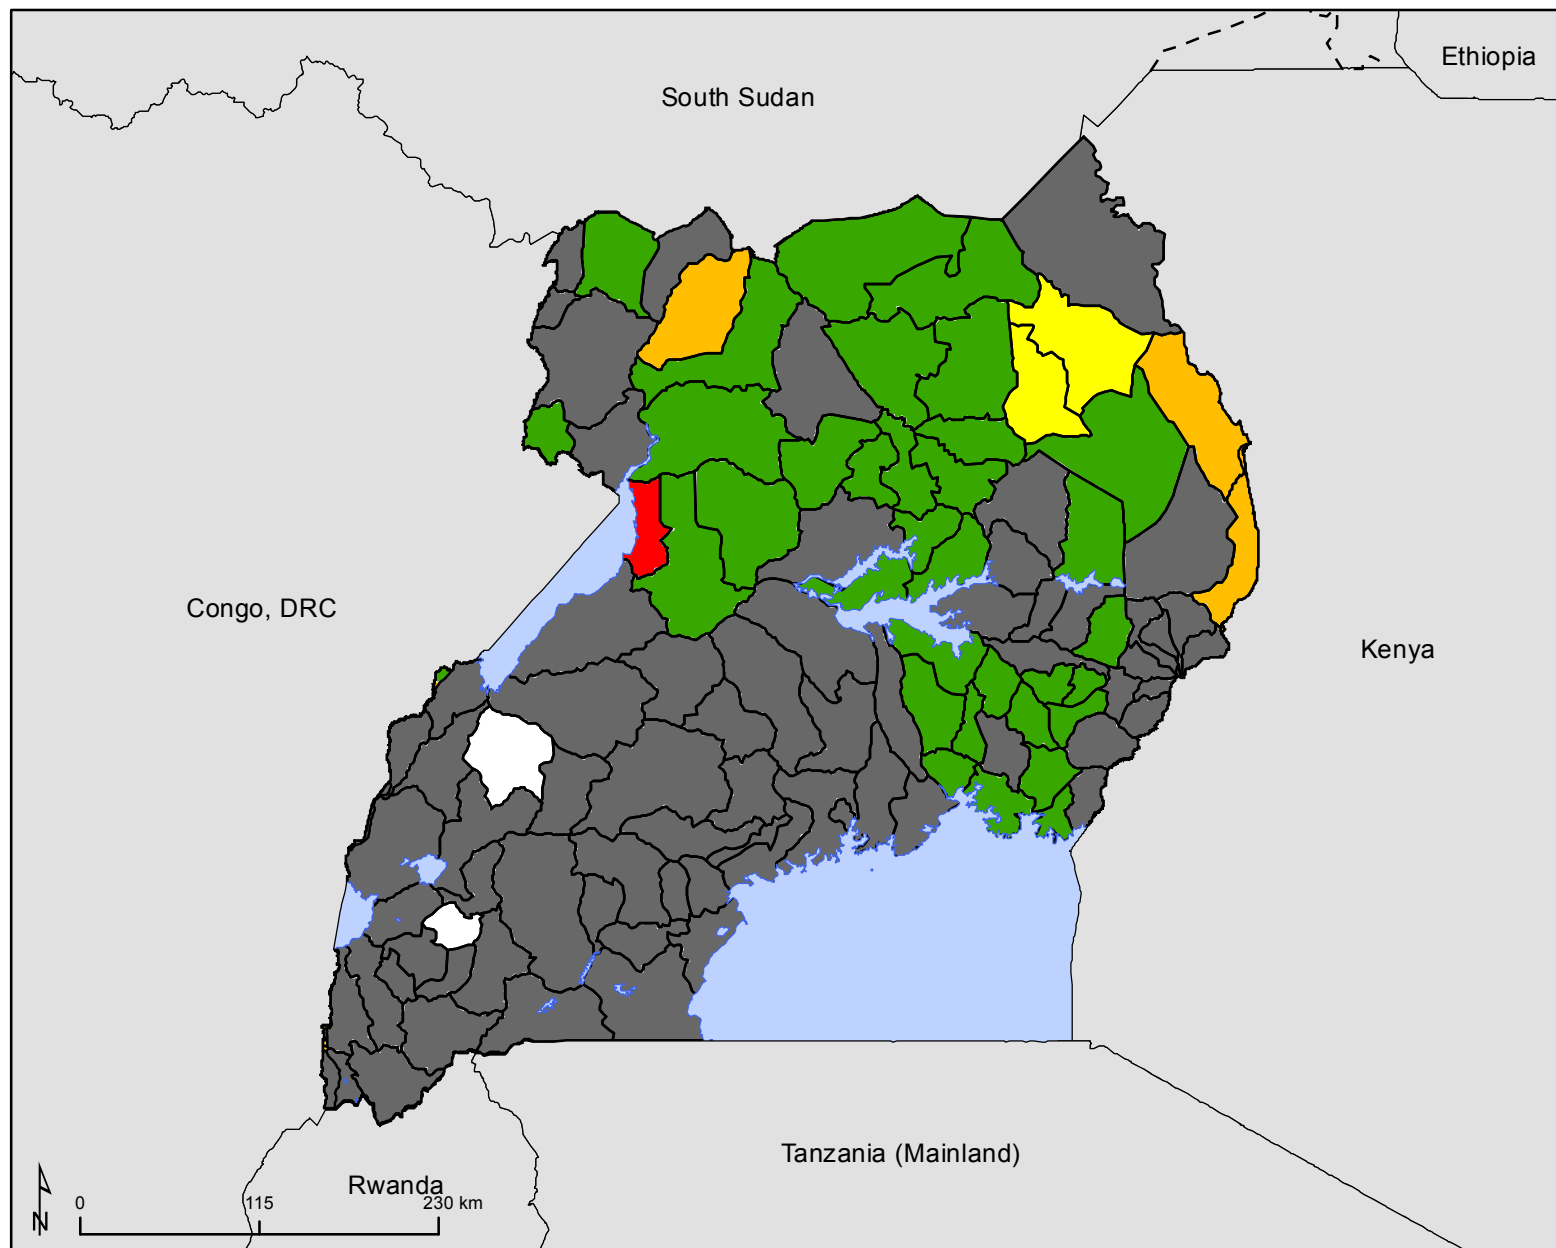 Ethiopia
South Sudan
Congo, DRC
Kenya
Tanzania (Mainland)
Rwanda
0 115 230 km
N